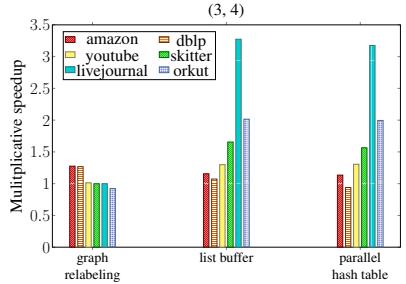 (3, 4)
Mulitplicative speedup
3.5
3
2.5
2
1.5
1
0.5
0
amazon dblp
youtube skitter
livejournal orkut
graph relabeling
list buffer
parallel hash table